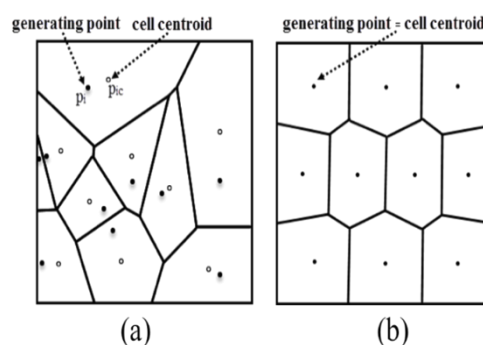 generating point cell centroid
generating point = cell centroid
pi
pic
(a)
(b)